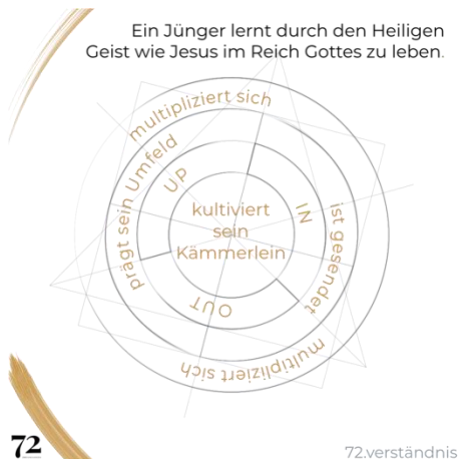 Ein Jünger lernt durch den Heiligen
Geist wie Jesus im Reich Gottes zu leben.
multipliziert sich
prägt sein Umfeld
UP
IN
ist gesendet
kultiviert
sein
Kämmerlein
OUT
multipliziert sich
72
72.verständnis